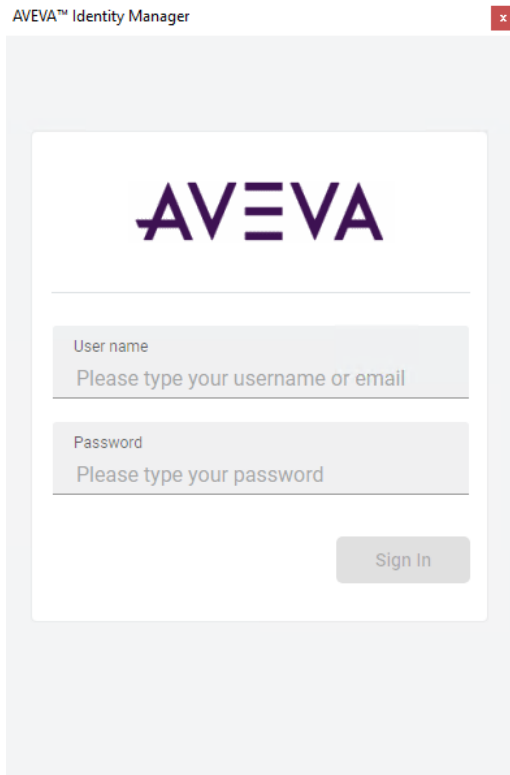 AVEVA™ Identity Manager
x
AVEVA
User name
Please type your username or email
Password
Please type your password
Sign In